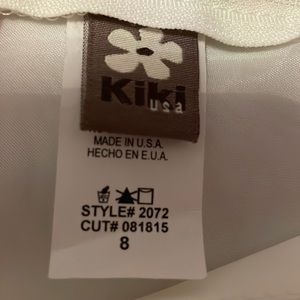 Kiki
usa
MADE IN U.S.A.
HECHO EN E.U.A.
STYLE# 2072
CUT# 081815
8